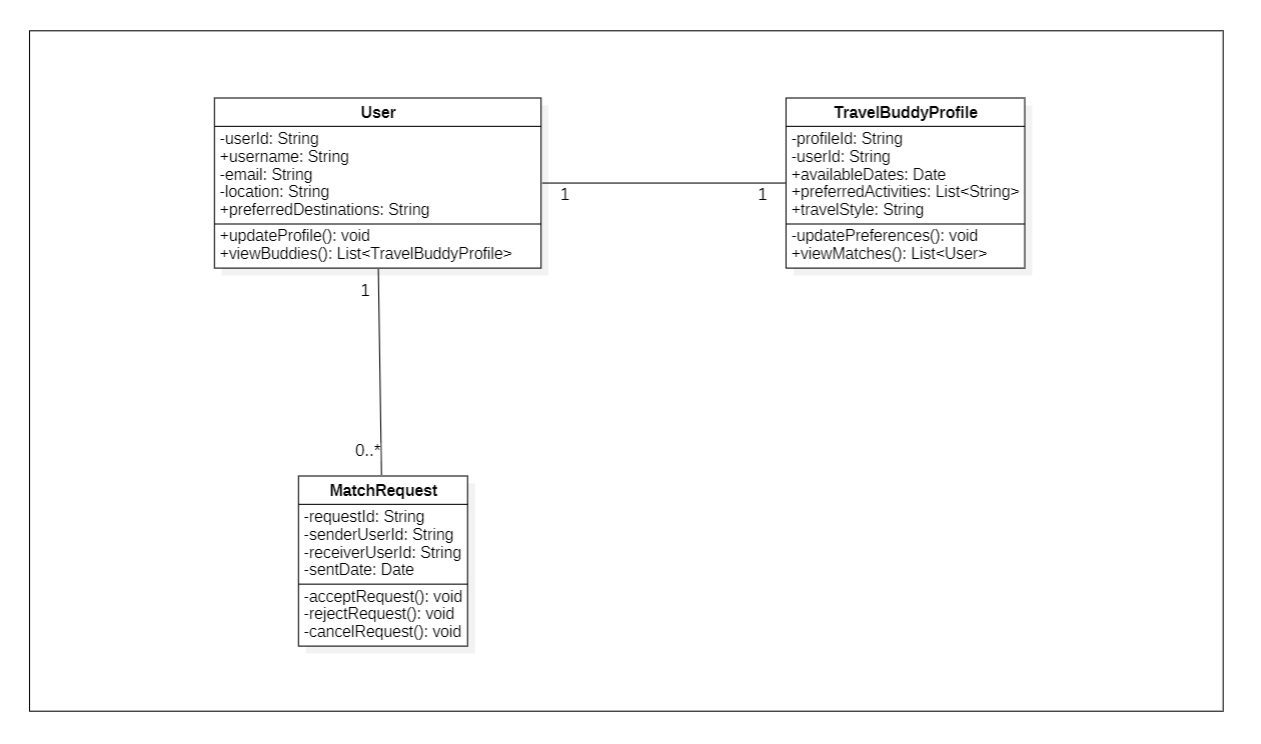 User
-userId: String
+username: String
-email: String
-location: String
+preferredDestinations: String
+updateProfile(): void
+viewBuddies(): List<TravelBuddyProfile>
1
1
TravelBuddyProfile
-profileId: String
-userId: String
+availableDates: Date
+preferredActivities: List<String>
+travelStyle: String
-updatePreferences(): void
+viewMatches(): List<User>
1
0..*
MatchRequest
-requestId: String
-senderUserId: String
-receiverUserId: String
-sentDate: Date
-acceptRequest(): void
-rejectRequest(): void
-cancelRequest(): void